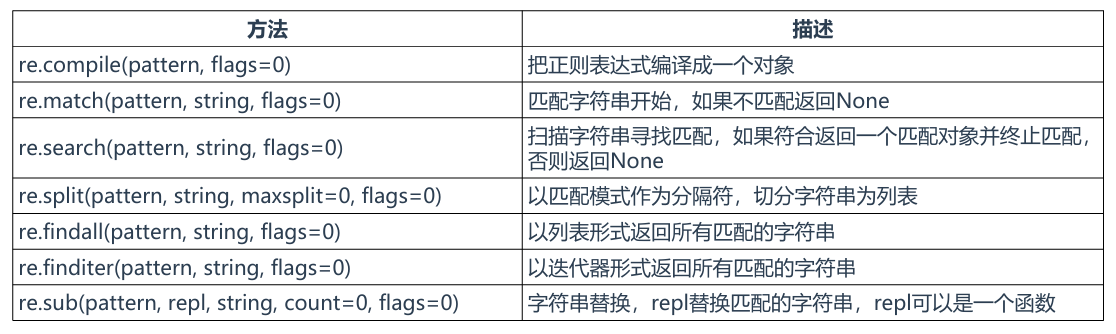 方法 描述
re.compile(pattern, flags=0) 把正则表达式编译成一个对象
re.match(pattern, string, flags=0) 匹配字符串开始，如果不匹配返回None
re.search(pattern, string, flags=0) 扫描字符串寻找匹配，如果符合返回一个匹配对象并终止匹配，
否则返回None
re.split(pattern, string, maxsplit=0, flags=0) 以匹配模式作为分隔符，切分字符串为列表
re.findall(pattern, string, flags=0) 以列表形式返回所有匹配的字符串
re.finditer(pattern, string, flags=0) 以迭代器形式返回所有匹配的字符串
re.sub(pattern, repl, string, count=0, flags=0) 字符串替换，repl替换匹配的字符串，repl可以是一个函数